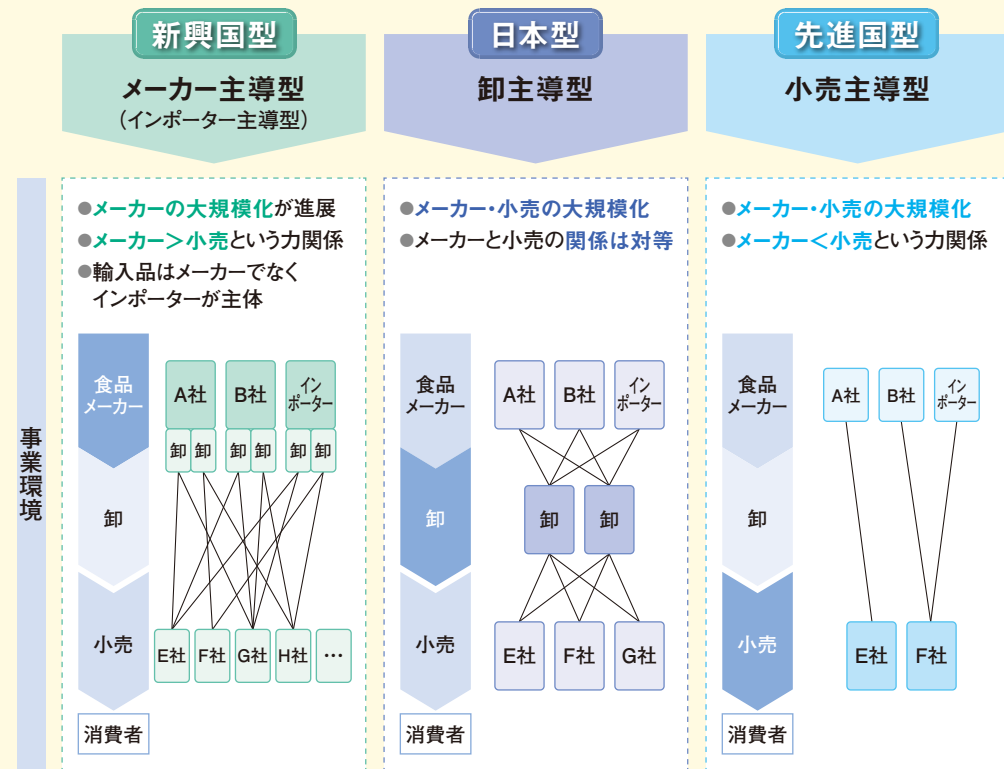 新興国型
メーカー主導型
（インポーター主導型）
日本型
卸主導型
先進国型
小売主導型
事業環境
●メーカーの大規模化が進展
●メーカー＞小売という力関係
●輸入品はメーカーでなく
インポーターが主体
食品
メーカー
卸
小売
消費者
A社
B社
イン
ポーター
卸 卸 卸 卸 卸 卸
E社 F社 G社 H社 …
●メーカー・小売の大規模化
●メーカーと小売の関係は対等
食品
メーカー
卸
小売
消費者
A社
B社
イン
ポーター
卸 卸
E社 F社 G社
●メーカー・小売の大規模化
●メーカー＜小売という力関係
食品
メーカー
卸
小売
消費者
A社
B社
イン
ポーター
E社 F社